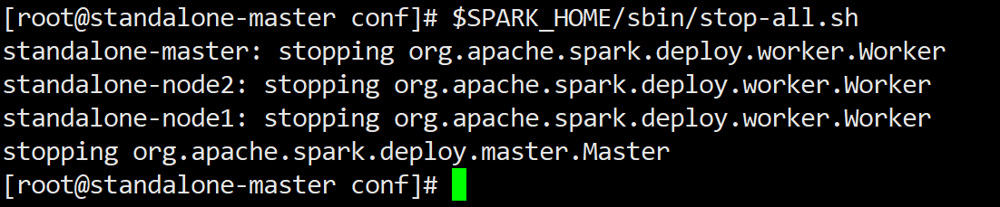 [root@standalone-master conf]# $SPARK_HOME/sbin/stop-all.sh
standalone-master: stopping org.apache.spark.deploy.worker.Worker
standalone-node2: stopping org.apache.spark.deploy.worker.Worker
standalone-node1: stopping org.apache.spark.deploy.worker.Worker
stopping org.apache.spark.deploy.master.Master
[root@standalone-master conf]#